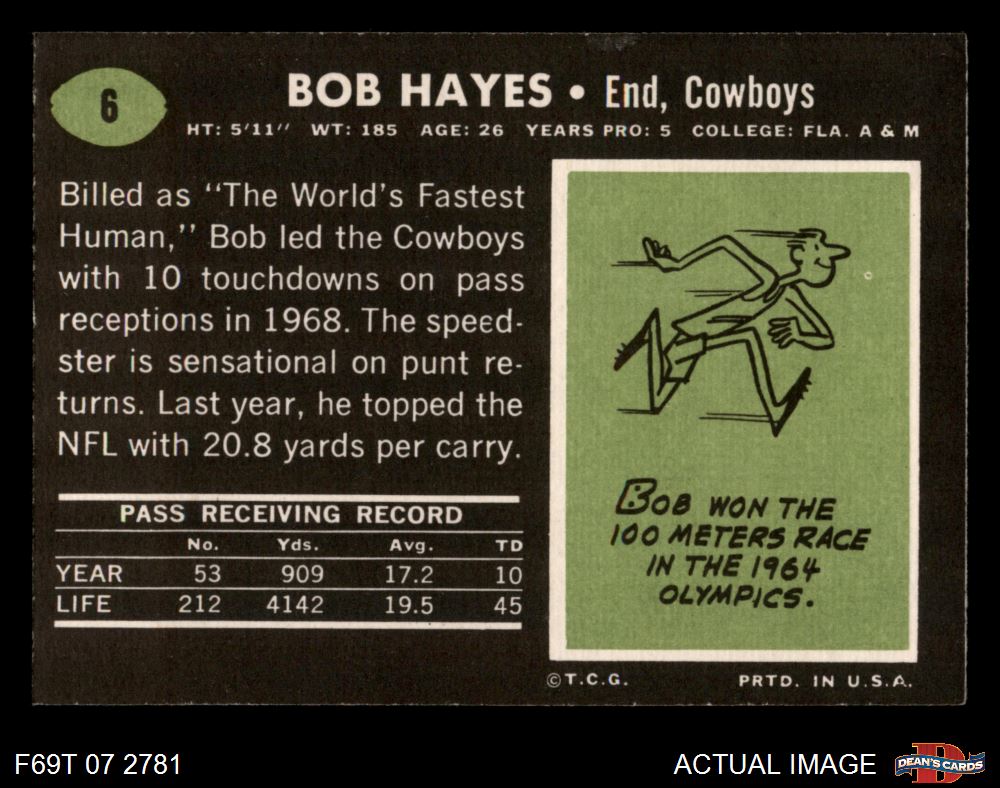 6
BOB HAYES • End, Cowboys
HT: 5'11" WT: 185 AGE: 26 YEARS PRO: 5 COLLEGE: FLA. A & M
Billed as "The World's Fastest
Human," Bob led the Cowboys
with 10 touchdowns on pass
receptions in 1968. The speed-
ster is sensational on punt re-
turns. Last year, he topped the
NFL with 20.8 yards per carry.
PASS RECEIVING RECORD
No. Yds. Avg. TD
YEAR 53 909 17.2 10
LIFE 212 4142 19.5 45
BOB WON THE
100 METERS RACE
IN THE 1964
OLYMPICS.
©T.C.G. PRTD. IN U.S.A.
F69T 07 2781 ACTUAL IMAGE DEAN'S CARDS